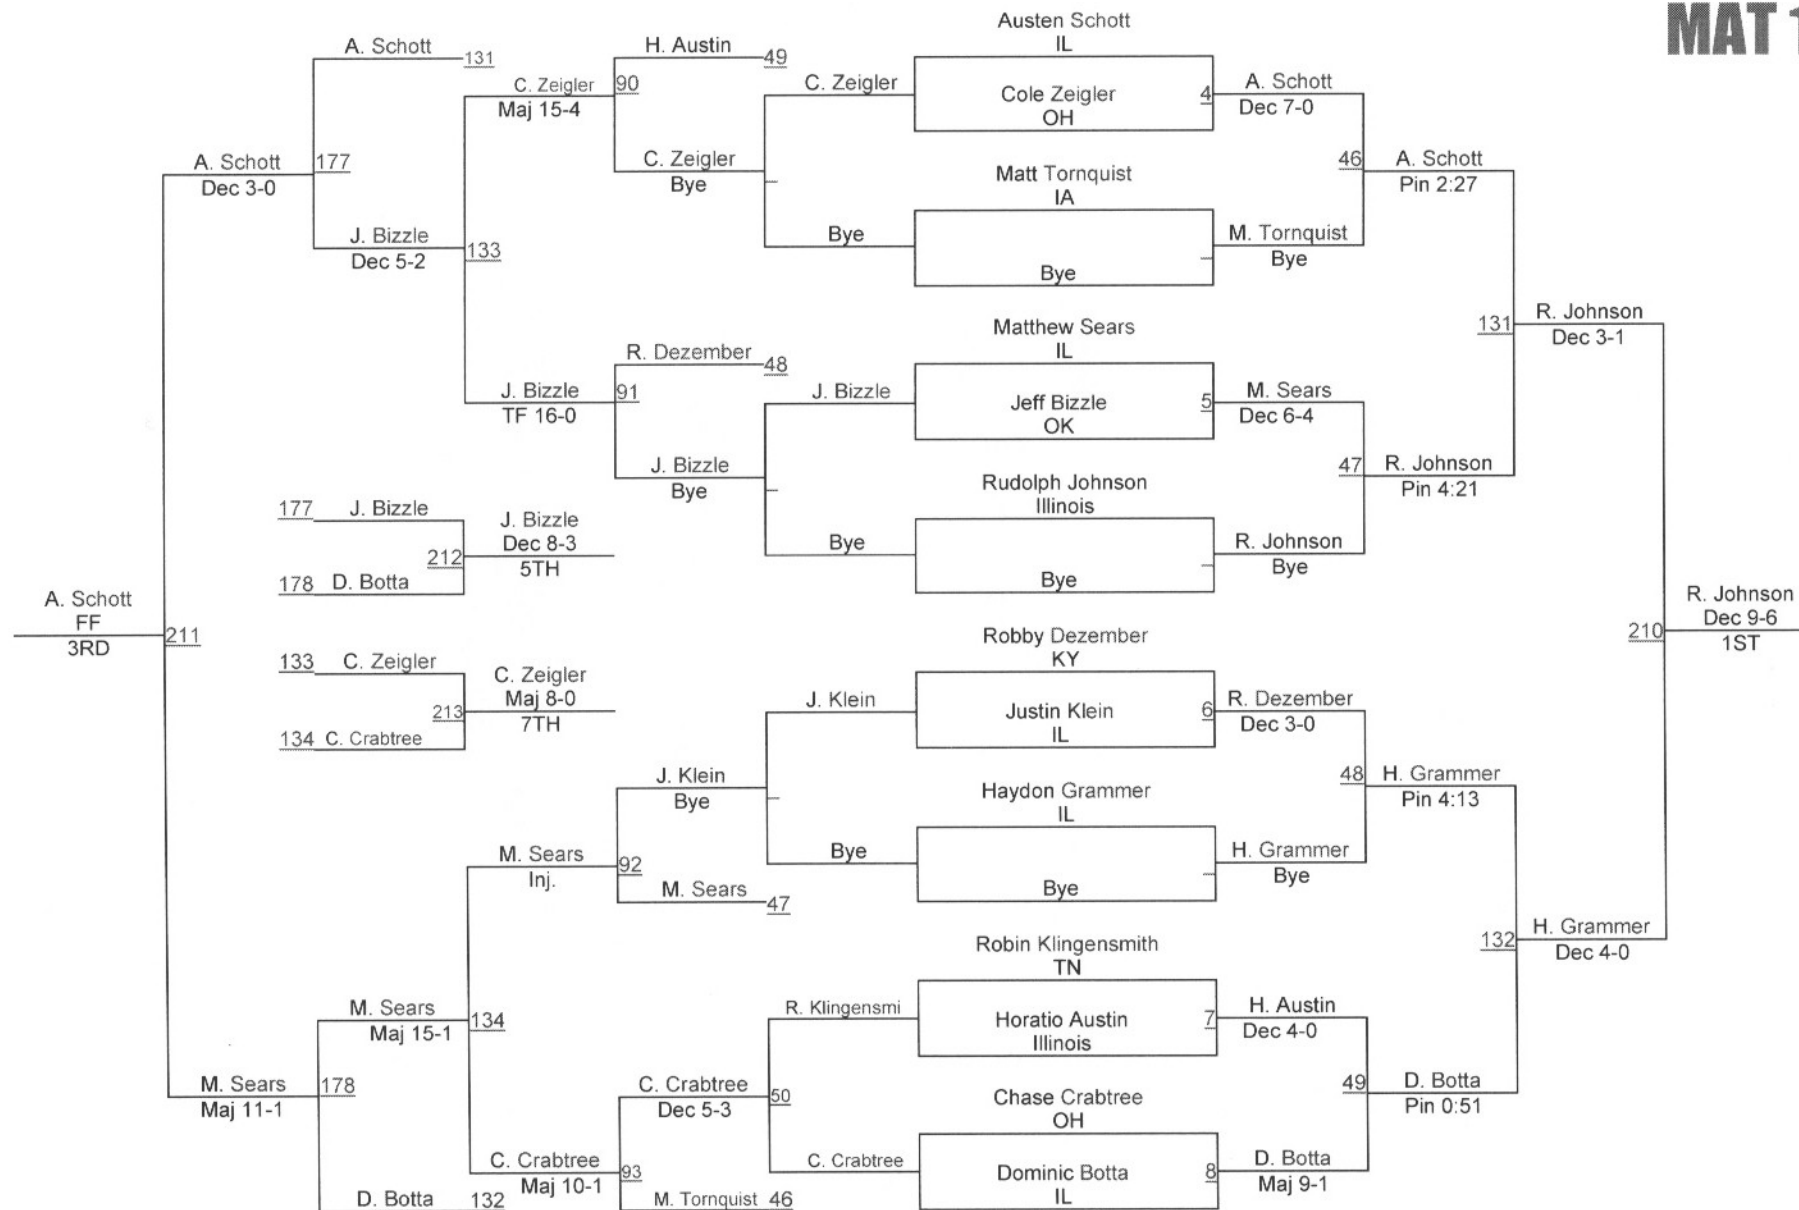 MAT 1
Austen Schott
IL
A. Schott
131
H. Austin
49
C. Zeigler
90
Maj 15-4
C. Zeigler
Cole Zeigler
OH
4
A. Schott
Dec 7-0
A. Schott
Dec 3-0
177
C. Zeigler
Bye
Matt Tornquist
IA
46
A. Schott
Pin 2:27
J. Bizzle
Dec 5-2
133
Bye
Bye
M. Tornquist
Bye
Matthew Sears
IL
131
R. Johnson
Dec 3-1
R. Dezember
48
J. Bizzle
TF 16-0
91
J. Bizzle
Jeff Bizzle
OK
5
M. Sears
Dec 6-4
J. Bizzle
Bye
Rudolph Johnson
Illinois
47
R. Johnson
Pin 4:21
177
J. Bizzle
J. Bizzle
Dec 8-3
5TH
212
178
D. Botta
Bye
Bye
R. Johnson
Bye
A. Schott
FF
3RD
211
Robby Dezember
KY
210
R. Johnson
Dec 9-6
1ST
133
C. Zeigler
C. Zeigler
Maj 8-0
7TH
213
134
C. Crabtree
J. Klein
Justin Klein
IL
6
R. Dezember
Dec 3-0
J. Klein
Bye
Haydon Grammer
IL
48
H. Grammer
Pin 4:13
M. Sears
Inj.
92
M. Sears
47
Bye
Bye
H. Grammer
Bye
Robin Klingensmith
TN
132
H. Grammer
Dec 4-0
M. Sears
Maj 15-1
134
R. Klingensmi
Horatio Austin
Illinois
7
H. Austin
Dec 4-0
M. Sears
Maj 11-1
178
C. Crabtree
Dec 5-3
50
Chase Crabtree
OH
49
D. Botta
Pin 0:51
C. Crabtree
Maj 10-1
93
C. Crabtree
Dominic Botta
IL
8
D. Botta
Maj 9-1
D. Botta
132
M. Tornquist
46